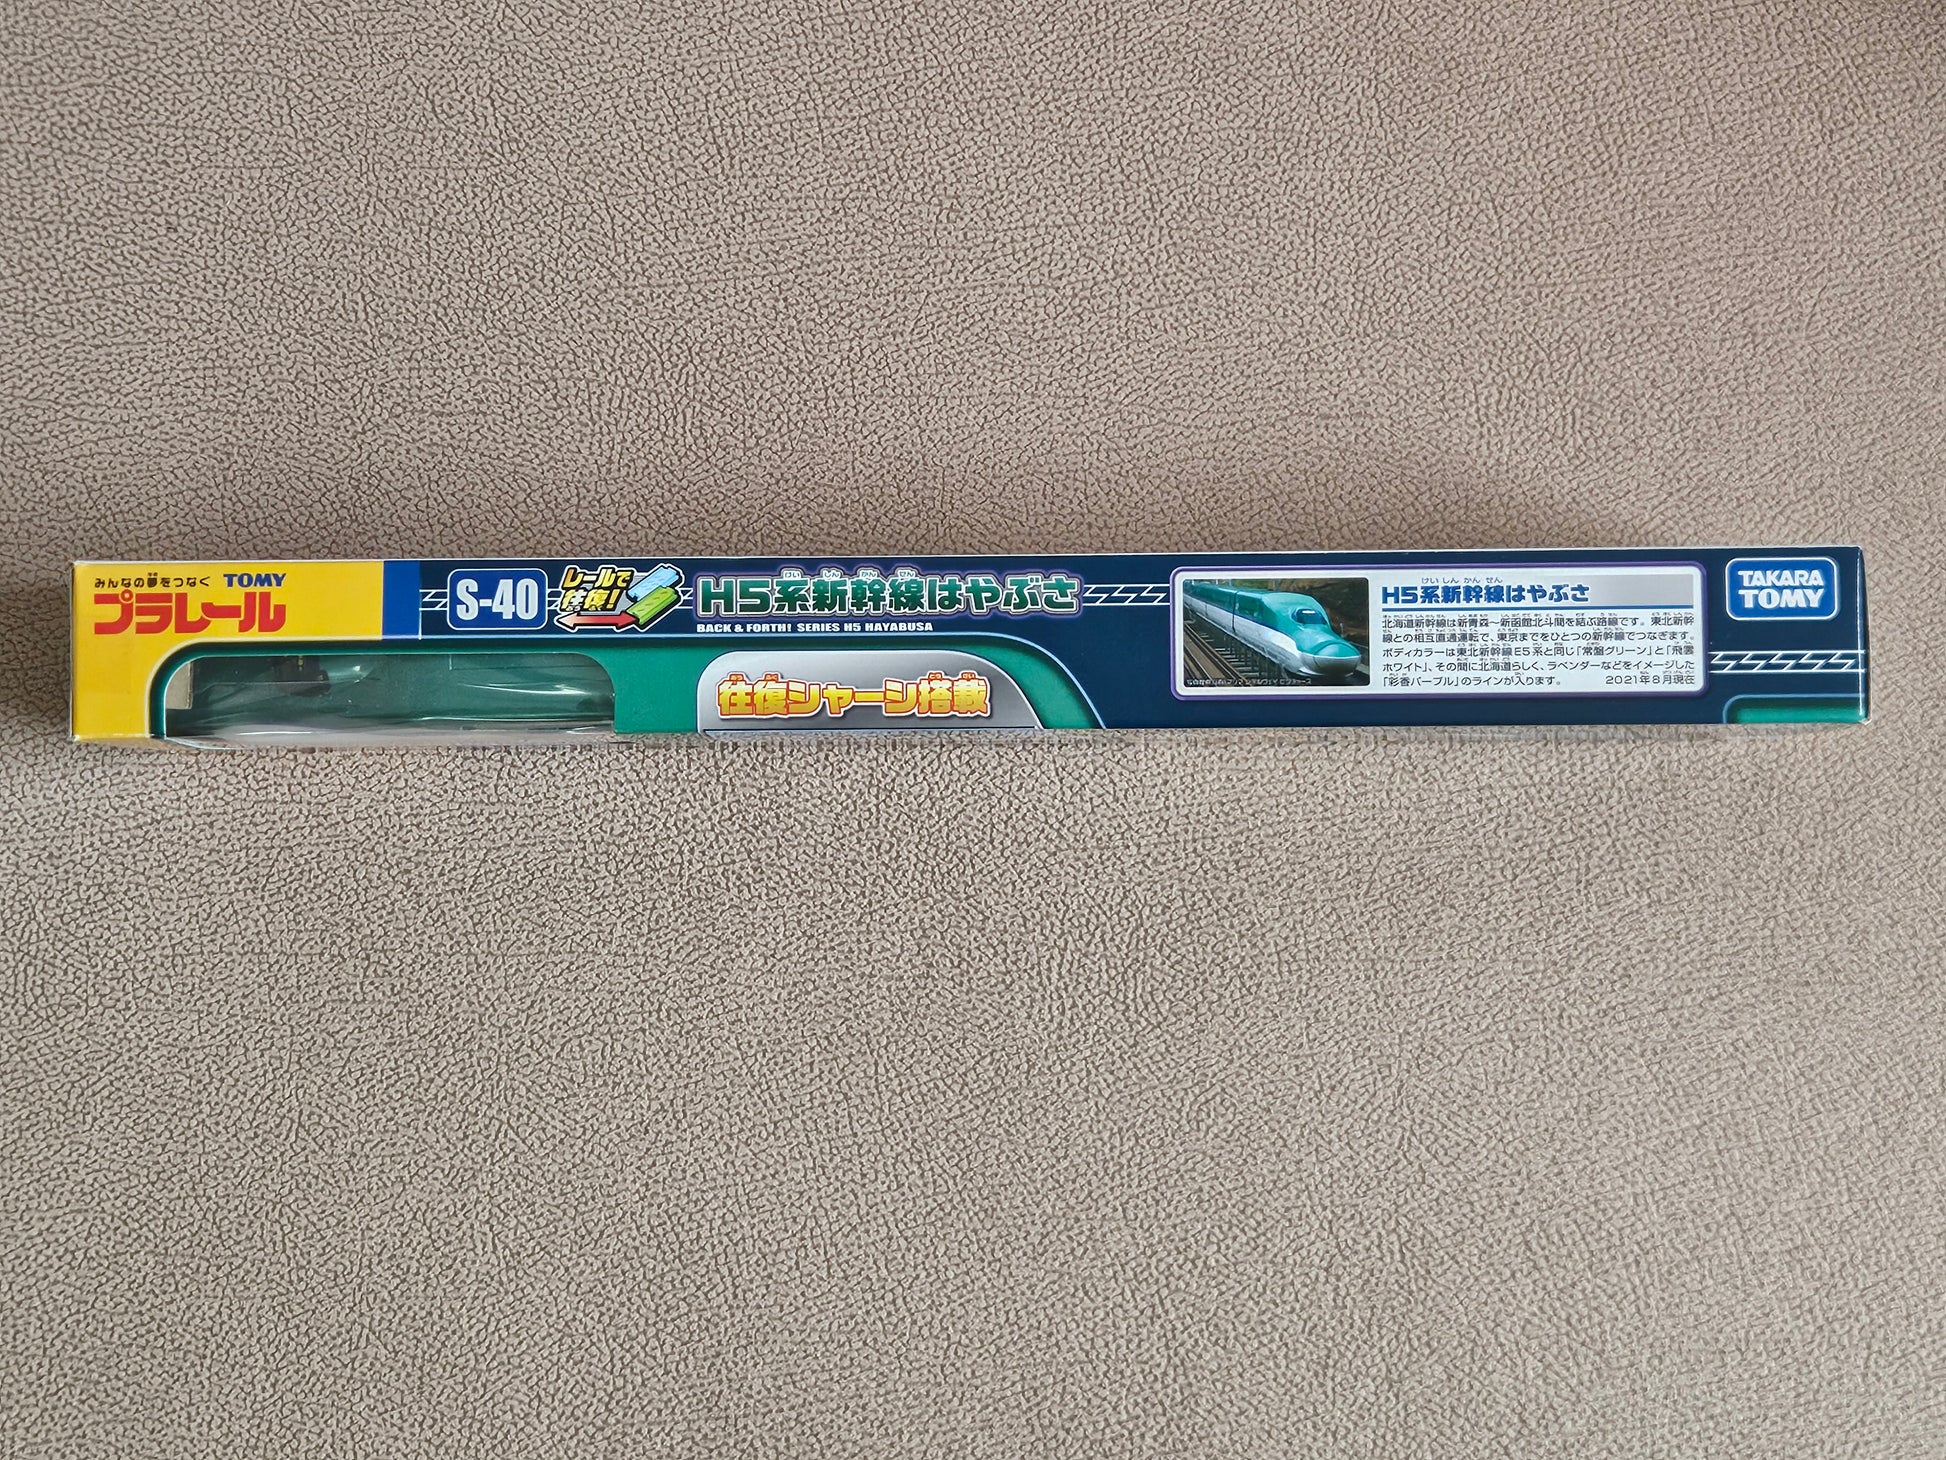 みんなの夢をつなぐ TOMY
プラレール
S-40
レールで
往復!
H5系新幹線はやぶさ
BACK & FORTH! SERIES H5 HAYABUSA
往復シャーシ搭載
H5系新幹線はやぶさ
北海道新幹線は新青森〜新函館北斗間を結ぶ路線です。東北新幹
線との相互直通運転で、東京までをひとつの新幹線でつなぎます。
ボディカラーは東北新幹線E5系と同じ「常盤グリーン」と「飛雲
ホワイト」、その間に北海道らしく、ラベンダーなどをイメージした
「彩香パープル」のラインが入ります。 2021年8月現在
TAKARA
TOMY